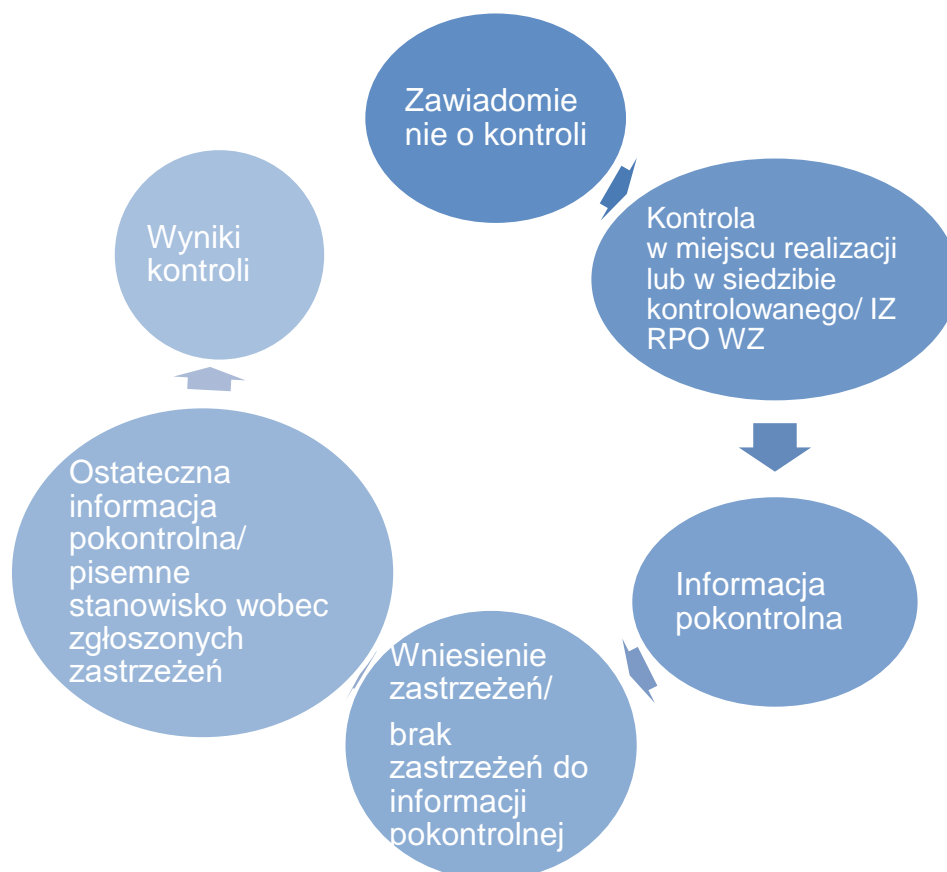 Zawiadomie
nie o kontroli
Kontrola
w miejscu realizacji
lub w siedzibie
kontrolowanego/ IZ
RPO WZ
Informacja
pokontrolna
Wniesienie
zastrzeżeń/
brak
zastrzeżeń do
informacji
pokontrolnej
Ostateczna
informacja
pokontrolna/
pisemne
stanowisko wobec
zgłoszonych
zastrzeżeń
Wyniki
kontroli